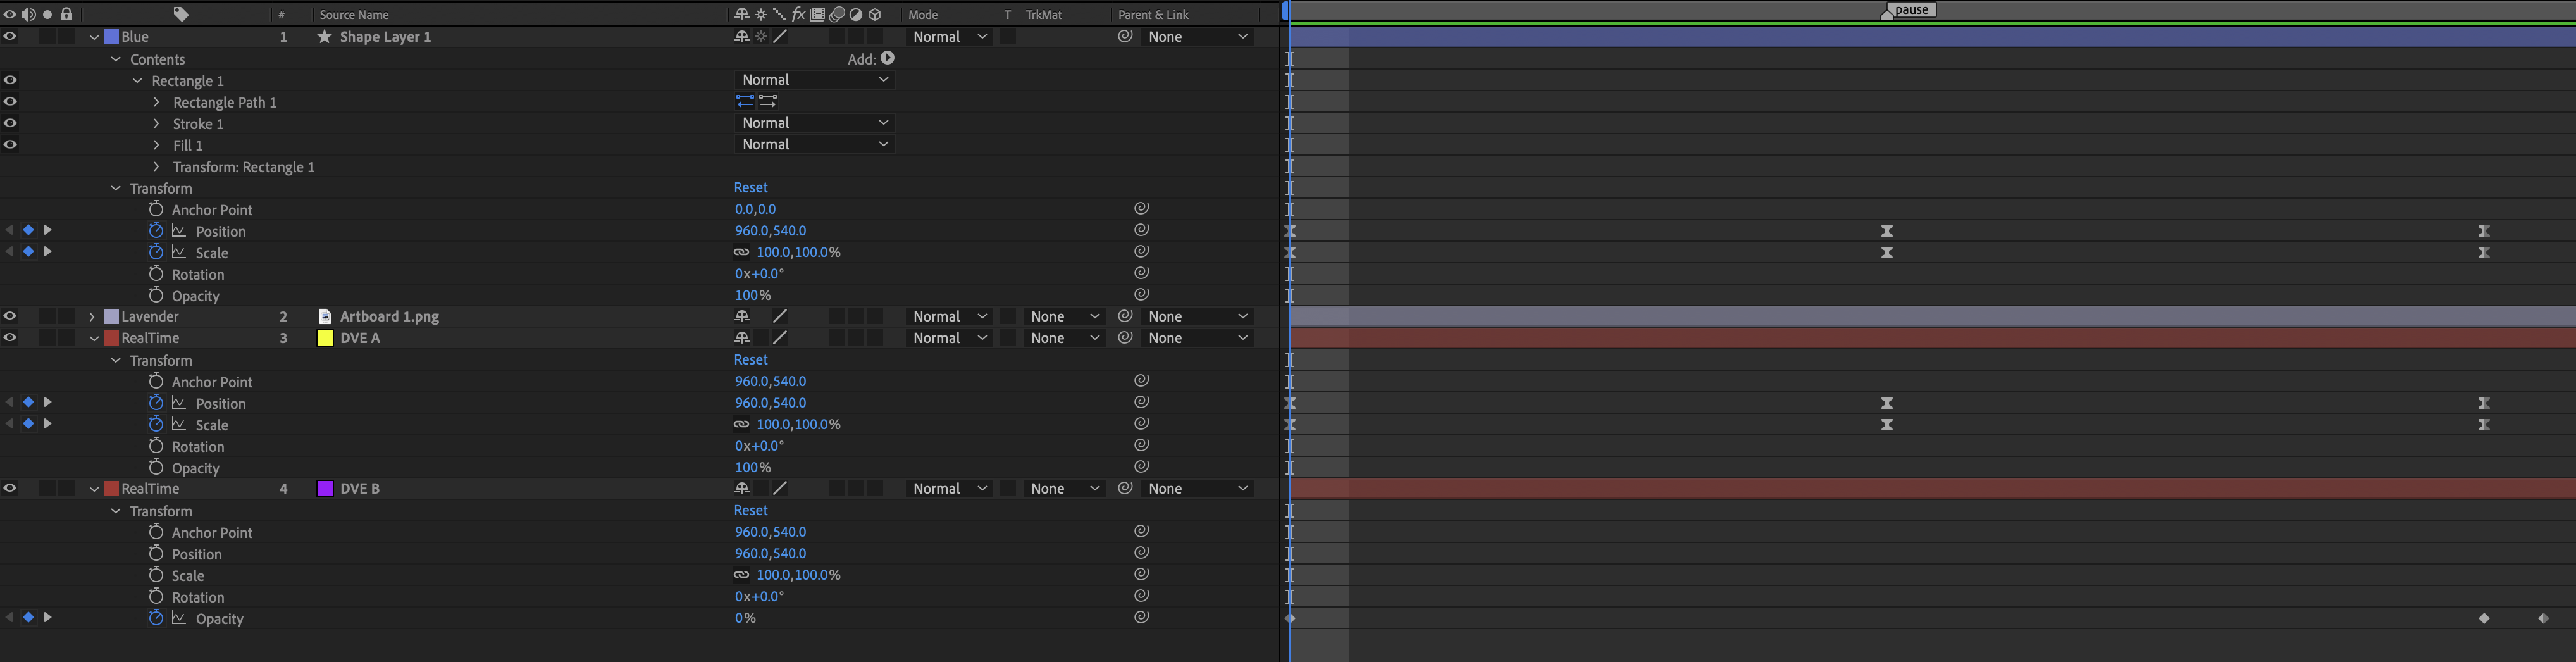 # Source Name fx Mode T TrkMat Parent & Link pause
Blue 1 Shape Layer 1 Normal None
Contents Add:
Rectangle 1 Normal
Rectangle Path 1
Stroke 1 Normal
Fill 1 Normal
Transform: Rectangle 1
Transform Reset
Anchor Point 0.0,0.0
Position 960.0,540.0
Scale 100.0,100.0%
Rotation 0x+0.0°
Opacity 100%
Lavender 2 Artboard 1.png Normal None None
RealTime 3 DVE A Normal None None
Transform Reset
Anchor Point 960.0,540.0
Position 960.0,540.0
Scale 100.0,100.0%
Rotation 0x+0.0°
Opacity 100%
RealTime 4 DVE B Normal None None
Transform Reset
Anchor Point 960.0,540.0
Position 960.0,540.0
Scale 100.0,100.0%
Rotation 0x+0.0°
Opacity 0%